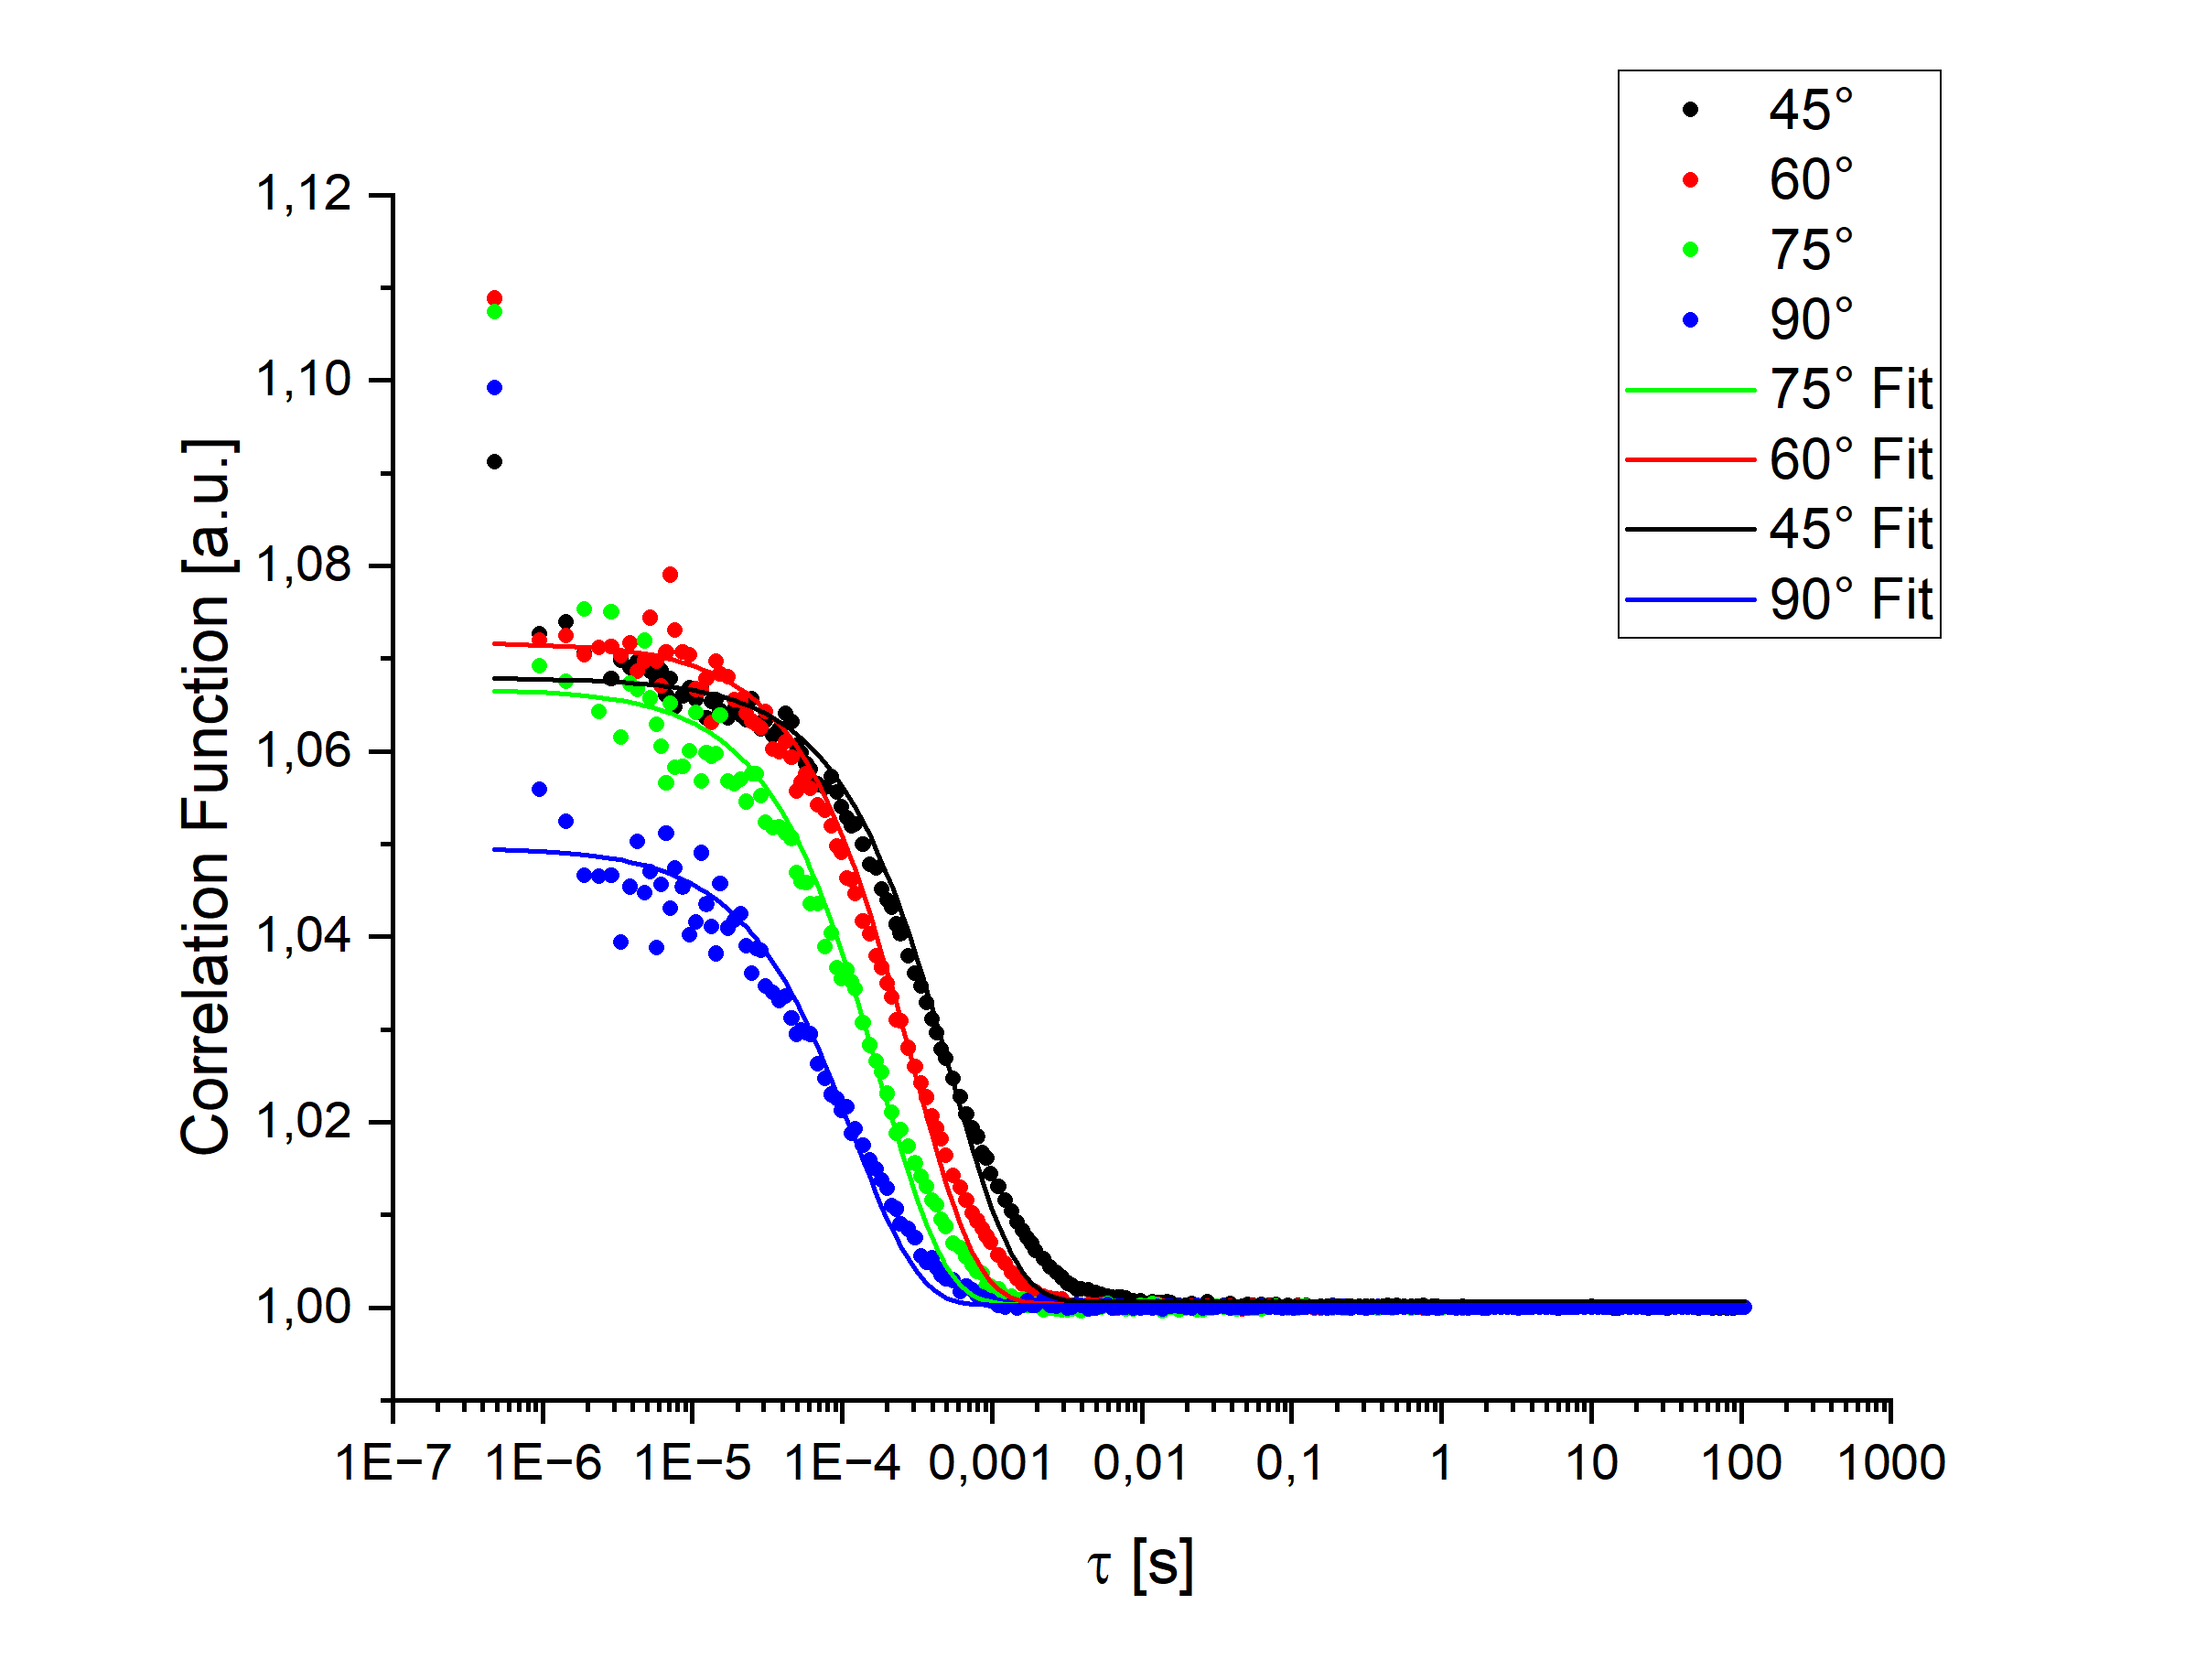 45°
60°
75°
90°
75° Fit
60° Fit
45° Fit
90° Fit
1,12
1,10
1,08
1,06
1,04
1,02
1,00
Correlation Function [a.u.]
1E−7 1E−6 1E−5 1E−4 0,001 0,01 0,1 1 10 100 1000
τ [s]